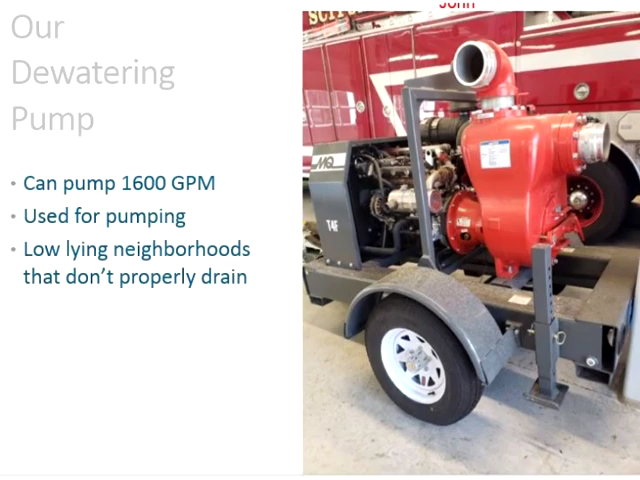 John
Our
Dewatering
Pump
• Can pump 1600 GPM
• Used for pumping
• Low lying neighborhoods
that don’t properly drain
MQ
T4F